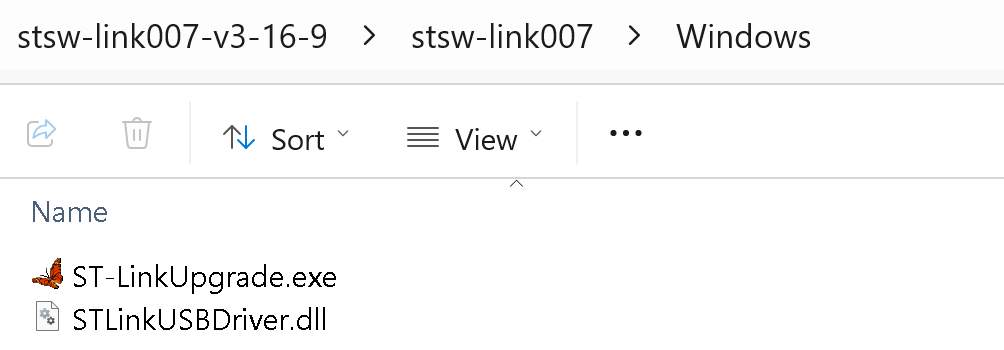 stsw-link007-v3-16-9 > stsw-link007 > Windows
Sort View ...
Name
ST-LinkUpgrade.exe
STLinkUSBDriver.dll